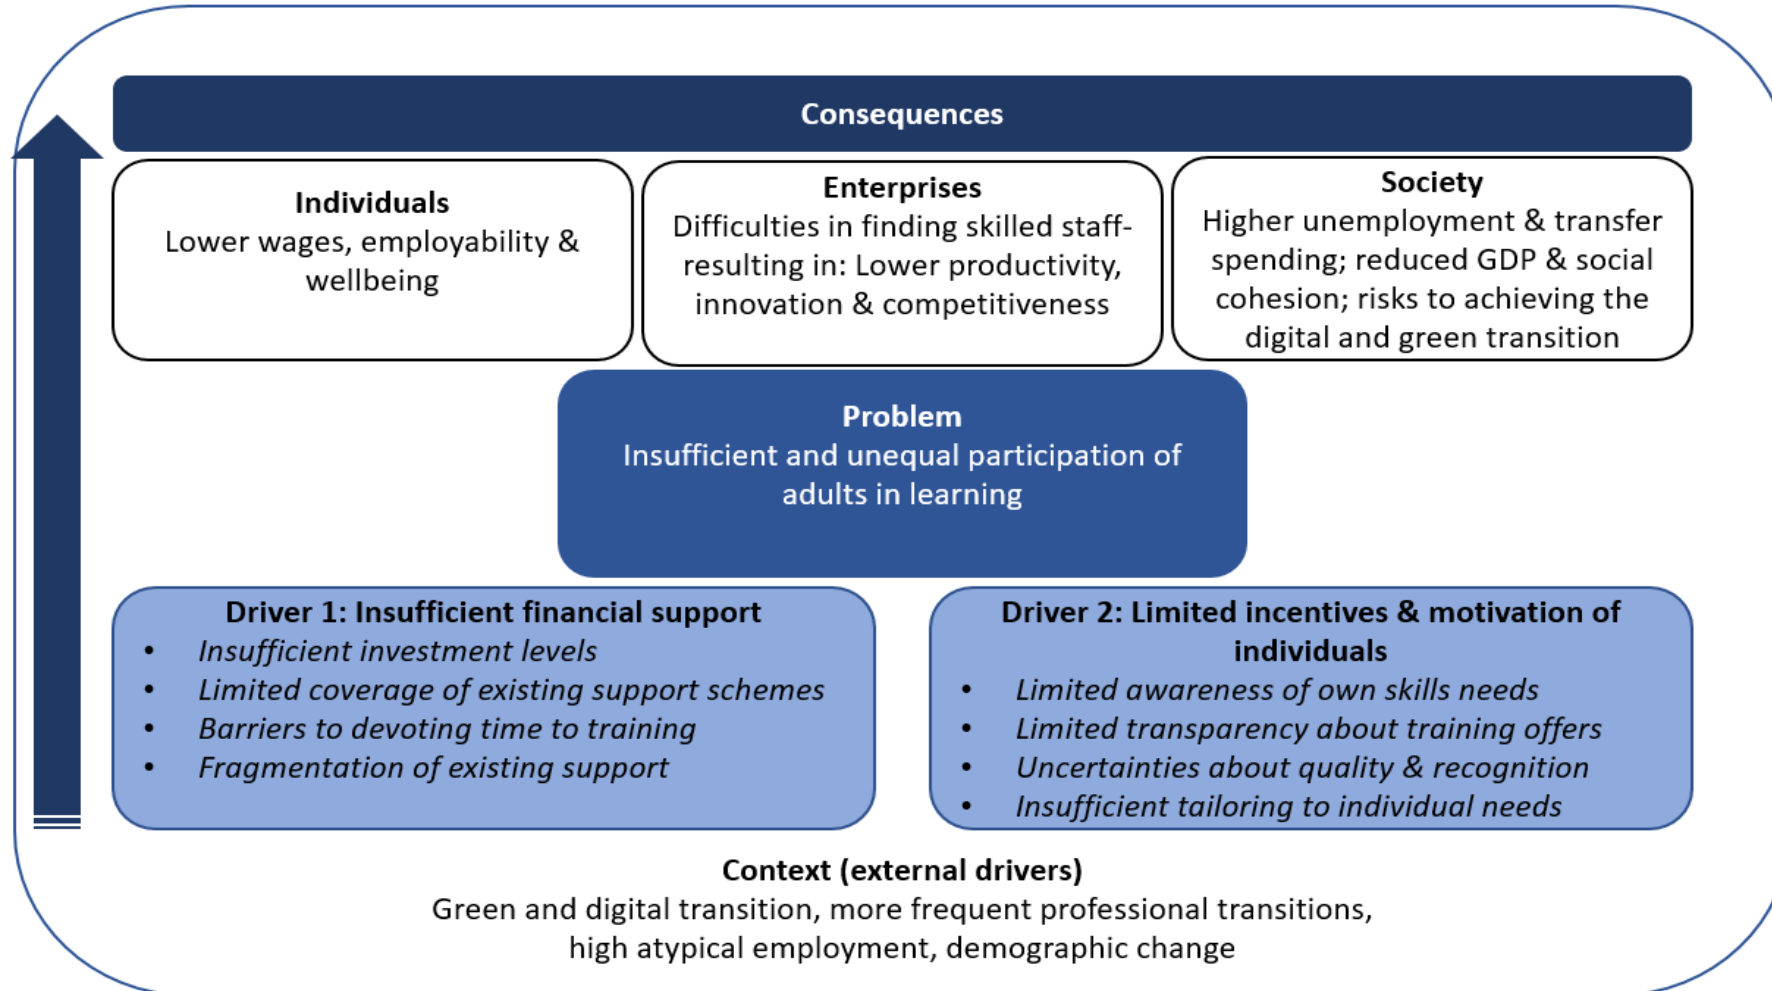 Consequences
Individuals
Lower wages, employability &
wellbeing
Enterprises
Difficulties in finding skilled staff-
resulting in: Lower productivity,
innovation & competitiveness
Society
Higher unemployment & transfer
spending; reduced GDP & social
cohesion; risks to achieving the
digital and green transition
Problem
Insufficient and unequal participation of
adults in learning
Driver 1: Insufficient financial support
• Insufficient investment levels
• Limited coverage of existing support schemes
• Barriers to devoting time to training
• Fragmentation of existing support
Driver 2: Limited incentives & motivation of
individuals
• Limited awareness of own skills needs
• Limited transparency about training offers
• Uncertainties about quality & recognition
• Insufficient tailoring to individual needs
Context (external drivers)
Green and digital transition, more frequent professional transitions,
high atypical employment, demographic change